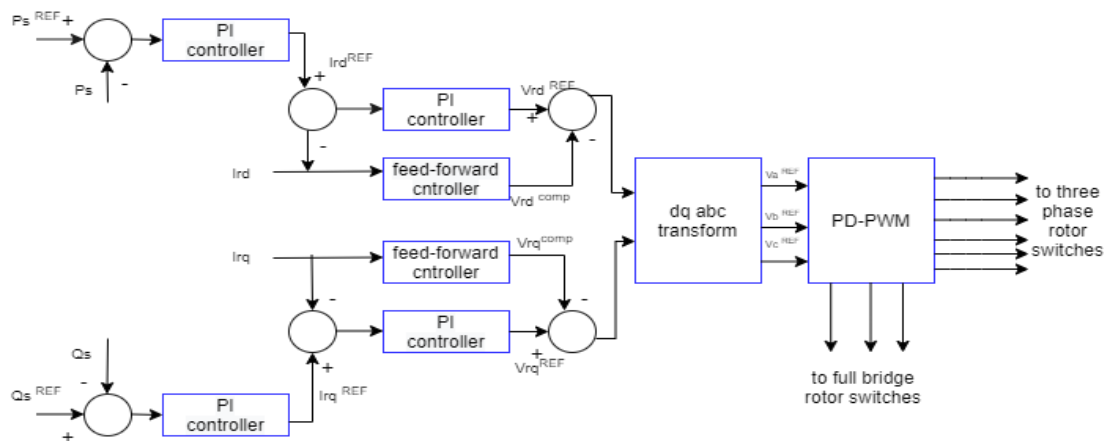 Ps REF +
PI
controller
Ps
-
+ Ird REF
PI
controller
Vrd REF
+
-
-
Ird
feed-forward
cntroller
Vrd comp
dq abc
transform
Va REF
Vb REF
Vc REF
PD-PWM
to three
phase
rotor
switches
Irq
feed-forward
cntroller
Vrq comp
-
-
PI
controller
+
Vrq REF
+
Irq REF
Qs
-
Qs REF
+
PI
controller
to full bridge
rotor switches